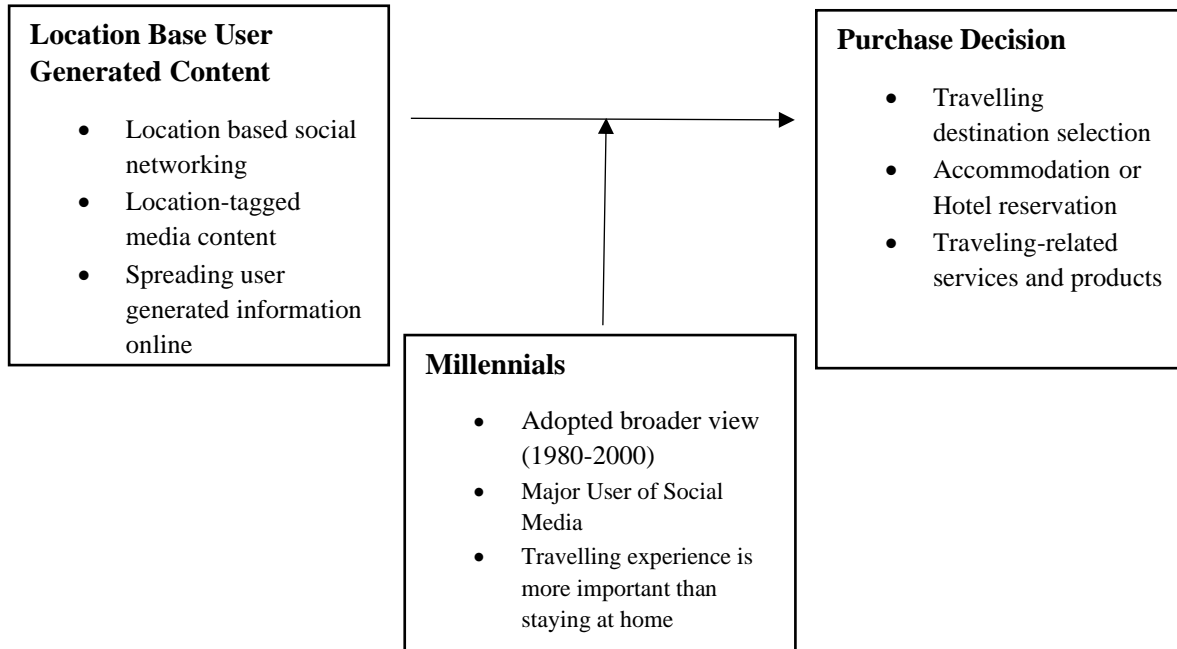 Location Base User
Generated Content
• Location based social
networking
• Location-tagged
media content
• Spreading user
generated information
online
Purchase Decision
• Travelling
destination selection
• Accommodation or
Hotel reservation
• Traveling-related
services and products
Millennials
• Adopted broader view
(1980-2000)
• Major User of Social
Media
• Travelling experience is
more important than
staying at home